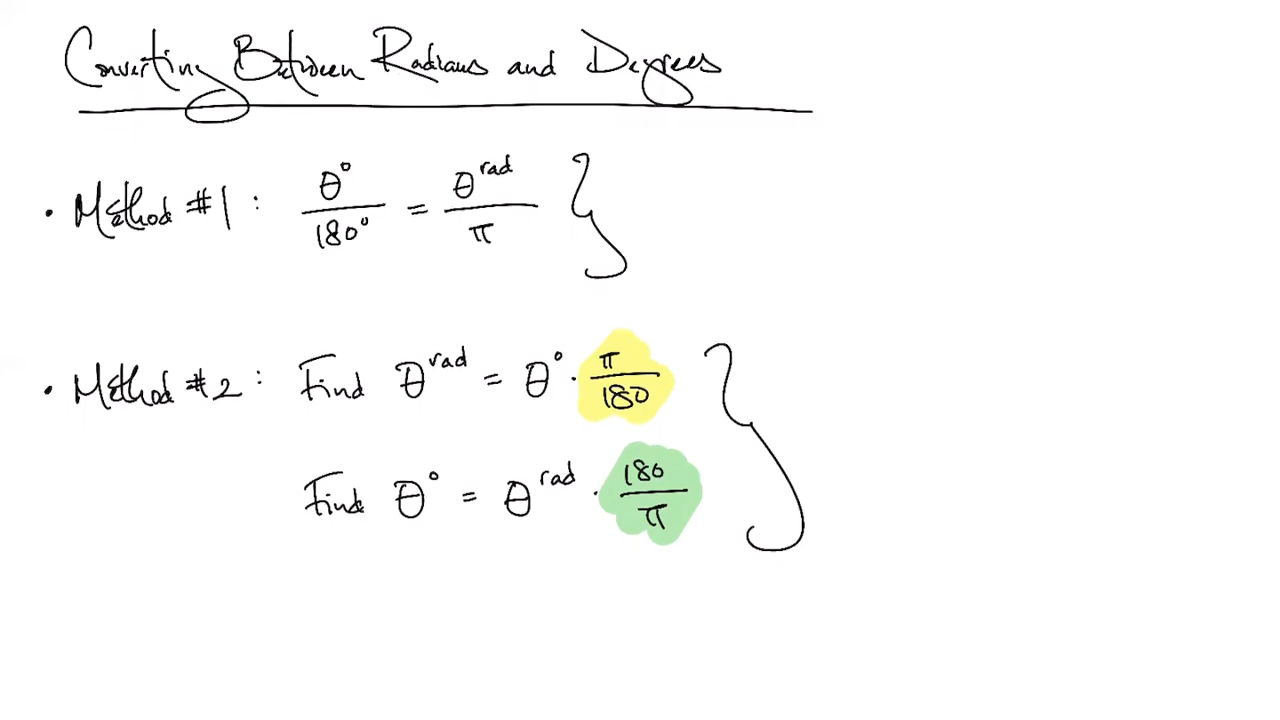 Converting Between Radians and Degrees
• Method #1: θ°/180° = θ^rad/π
• Method #2: Find θ^rad = θ° · π/180
Find θ° = θ^rad · 180/π